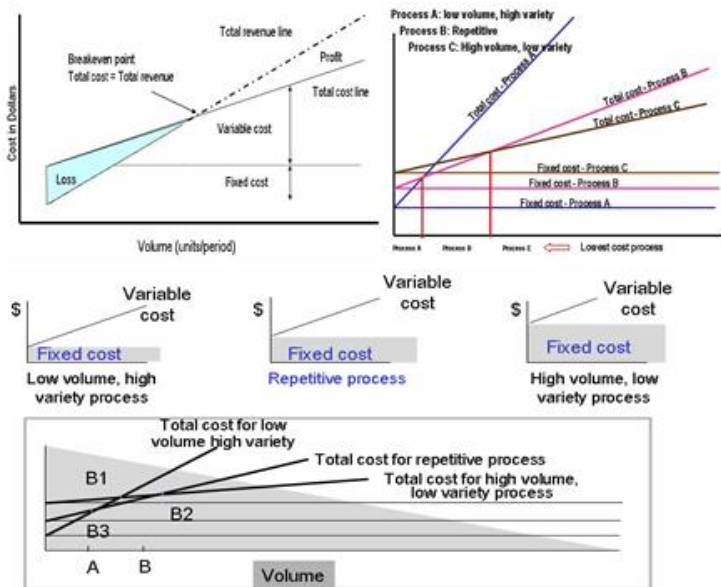 Total revenue line
Breakeven point
Total cost = Total revenue
Profit
Total cost line
Variable cost
Loss
Fixed cost
Cost in Dollars
Volume (units/period)
Process A: low volume, high variety
Process B: Repetitive
Process C: High volume, low variety
Total cost - Process A
Total cost - Process B
Total cost - Process C
Fixed cost - Process C
Fixed cost - Process B
Fixed cost - Process A
Process A
Lowest cost process
$
Variable
cost
Fixed cost
Low volume, high
variety process
$
Variable
cost
Fixed cost
Repetitive process
$
Variable
cost
Fixed cost
High volume, low
variety process
Total cost for low
volume high variety
Total cost for repetitive process
Total cost for high volume,
low variety process
B1
B2
B3
A
B
Volume